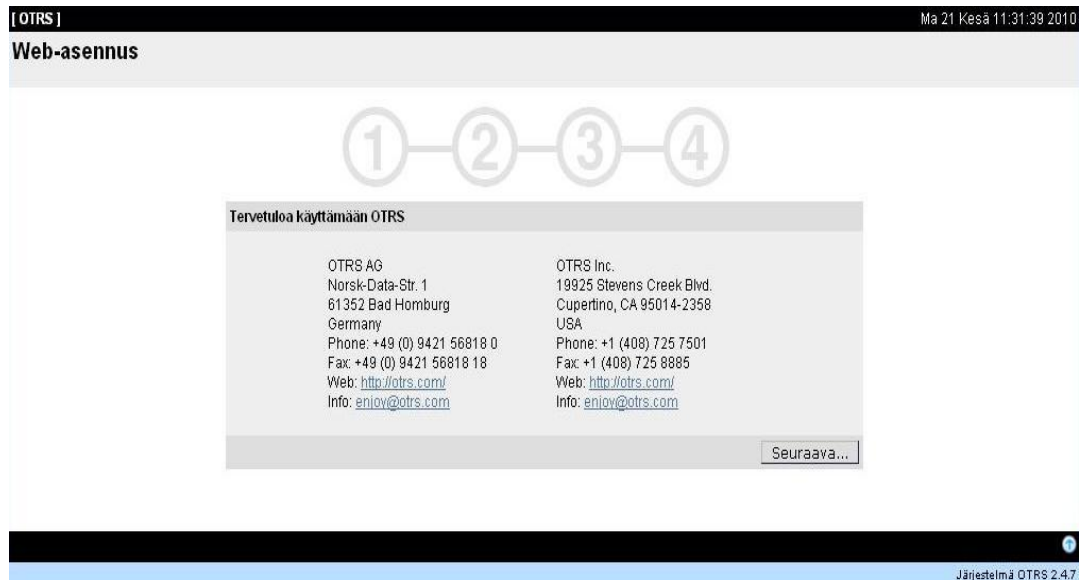 [ OTRS ] Ma 21 Kesä 11:31:39 2010
Web-asennus
1 2 3 4
Tervetuloa käyttämään OTRS
OTRS AG
Norsk-Data-Str. 1
61352 Bad Homburg
Germany
Phone: +49 (0) 9421 56818 0
Fax: +49 (0) 9421 56818 18
Web: http://otrs.com/
Info: enjoy@otrs.com
OTRS Inc.
19925 Stevens Creek Blvd.
Cupertino, CA 95014-2358
USA
Phone: +1 (408) 725 7501
Fax: +1 (408) 725 8885
Web: http://otrs.com/
Info: enjoy@otrs.com
Seuraava...
Järjestelmä OTRS 2.4.7